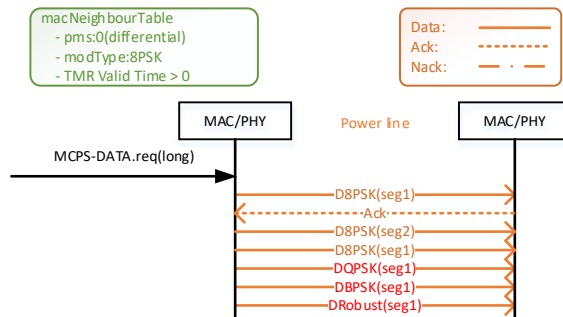 macNeighbourTable
- pms:0(differential)
- modType:8PSK
- TMR Valid Time > 0
Data:
Ack:
Nack:
MAC/PHY
Power line
MAC/PHY
MCPS-DATA.req(long)
D8PSK(seg1)
Ack
D8PSK(seg2)
D8PSK(seg1)
DQPSK(seg1)
DBPSK(seg1)
DRobust(seg1)